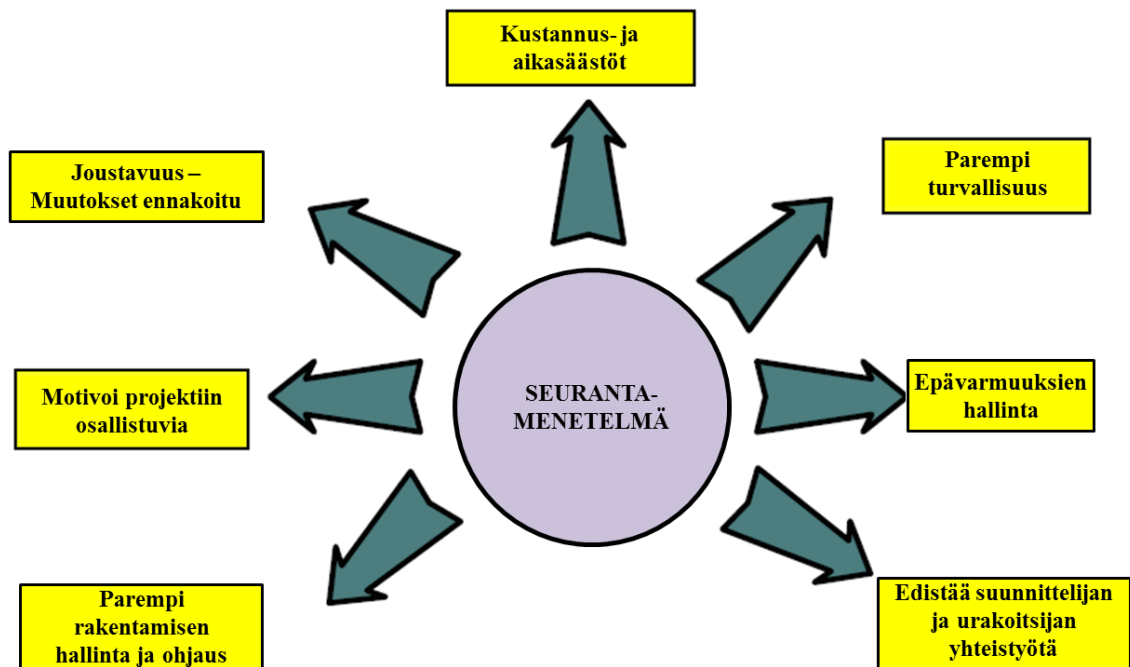 Kustannus- ja
aikasäästöt
Joustavuus –
Muutokset ennakoitu
Parempi
turvallisuus
Motivoi projektiin
osallistuvia
SEURANTA-
MENETELMÄ
Epävarmuuksien
hallinta
Parempi
rakentamisen
hallinta ja ohjaus
Edistää suunnittelijan
ja urakoitsijan
yhteistyötä